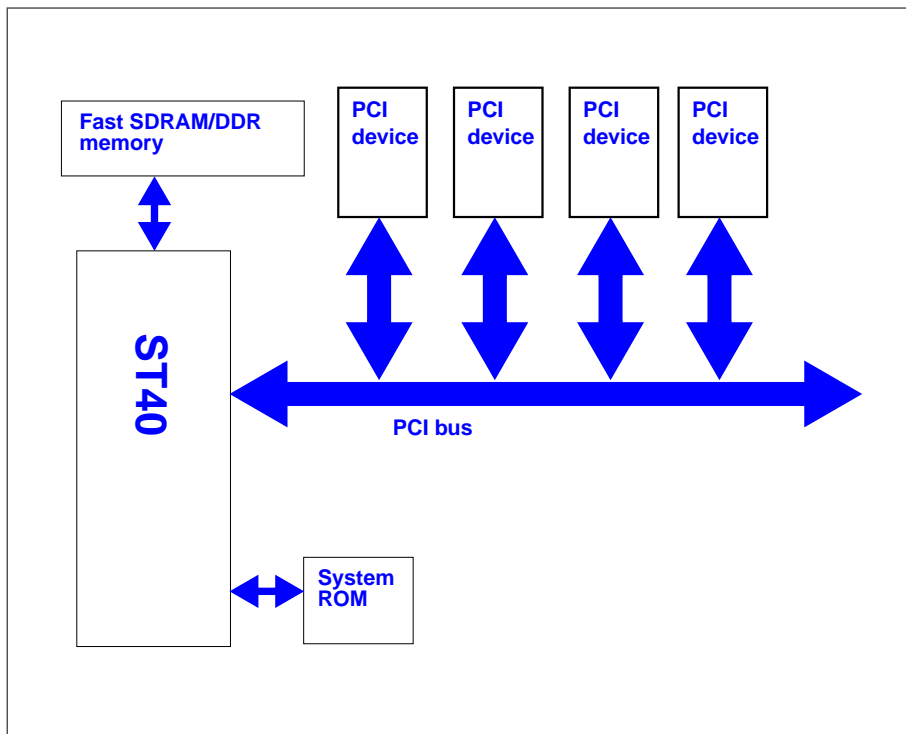 Fast SDRAM/DDR
memory
PCI
device
PCI
device
PCI
device
PCI
device
ST40
PCI bus
System
ROM